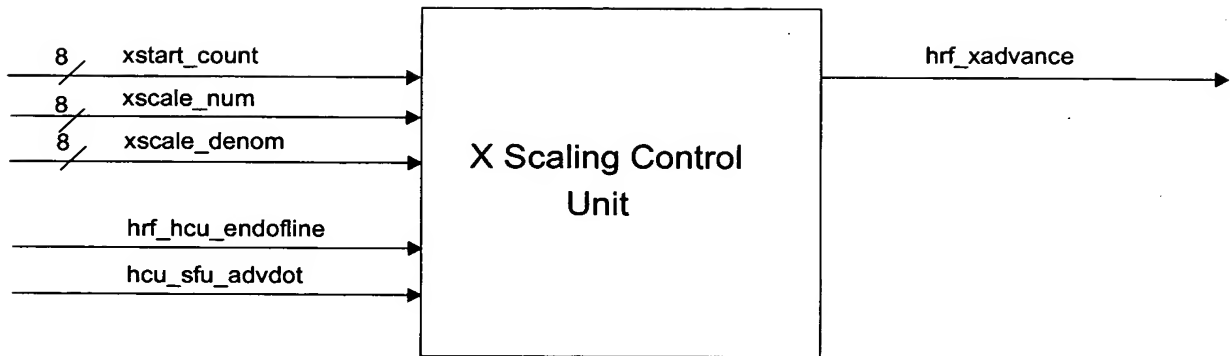 8 xstart_count
8 xscale_num
8 xscale_denom
hrf_hcu_endofline
hcu_sfu_advdot
X Scaling Control
Unit
hrf_xadvance